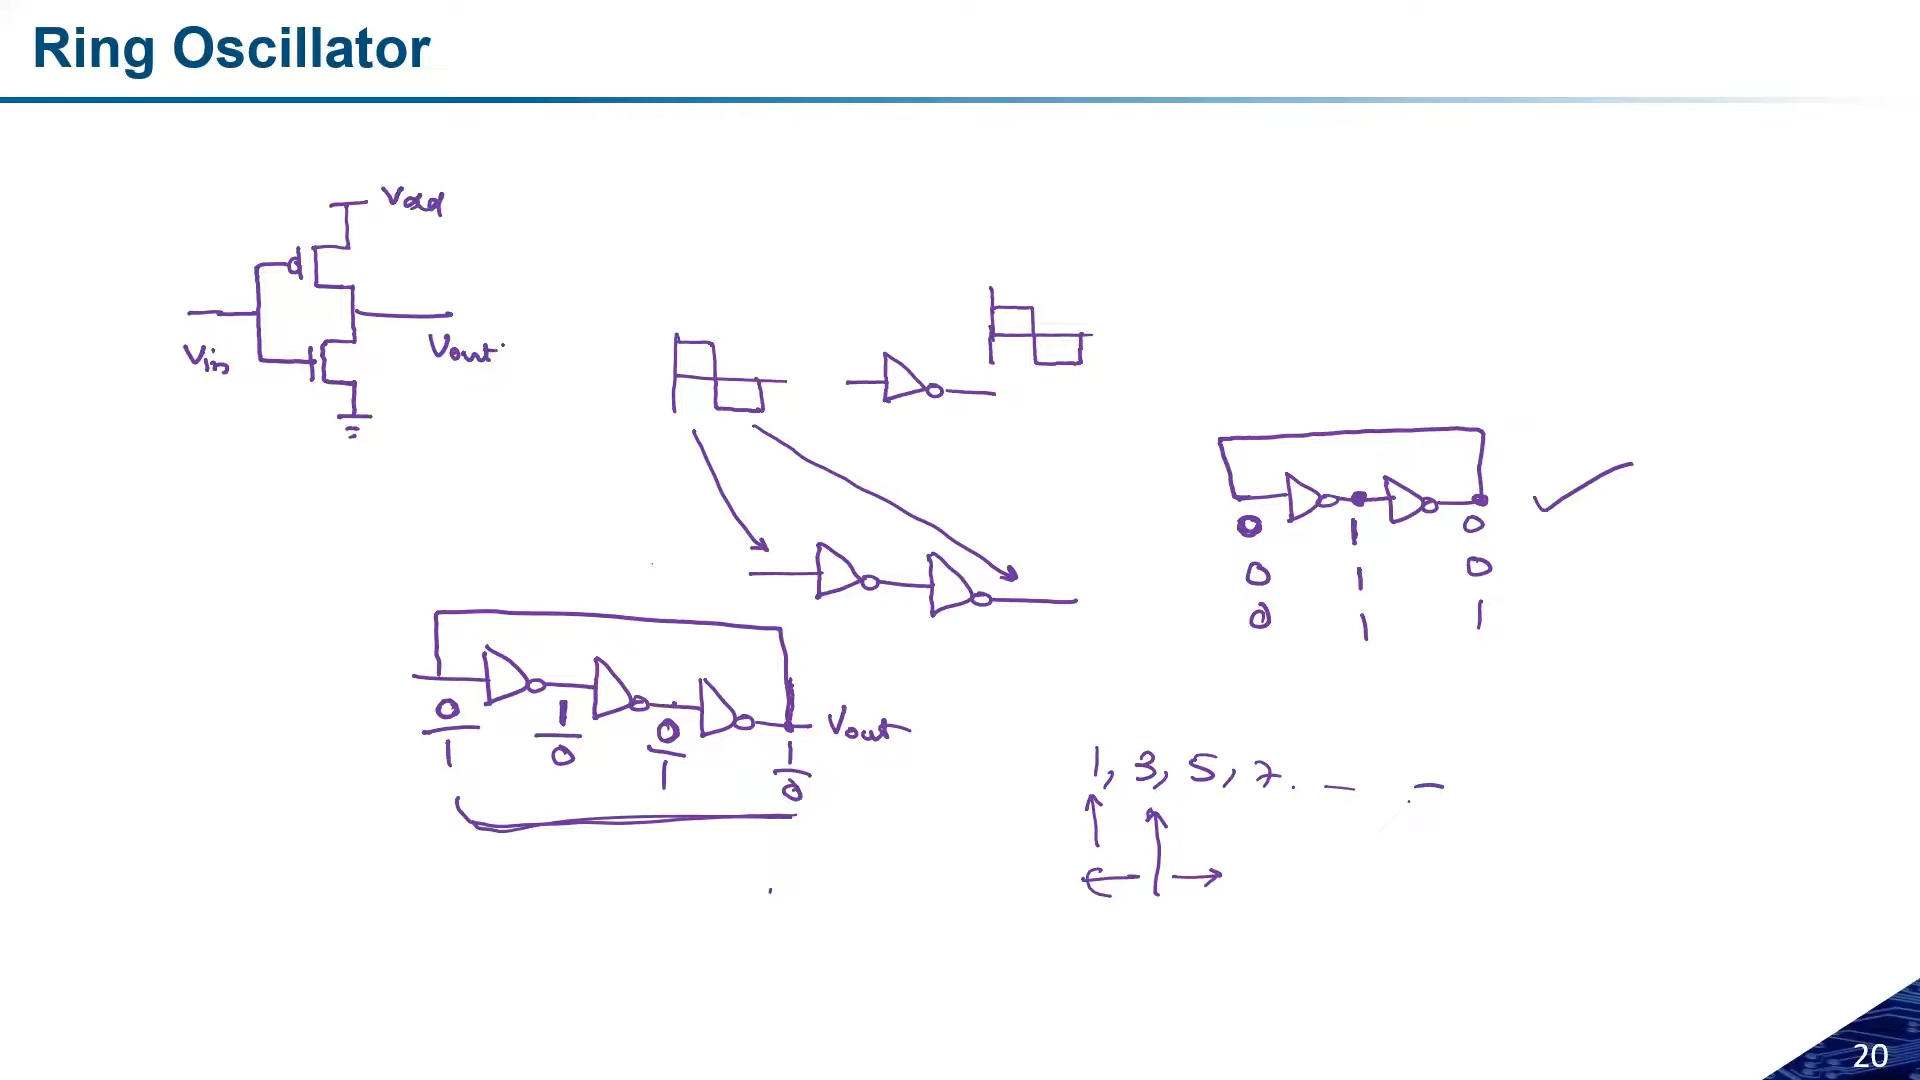 Ring Oscillator
Vdd
Vin
Vout
0 1 0
0 1 0
0 1 1
0 1 0 1 Vout
1 0 1 0
1, 3, 5, 7. _ . _
20